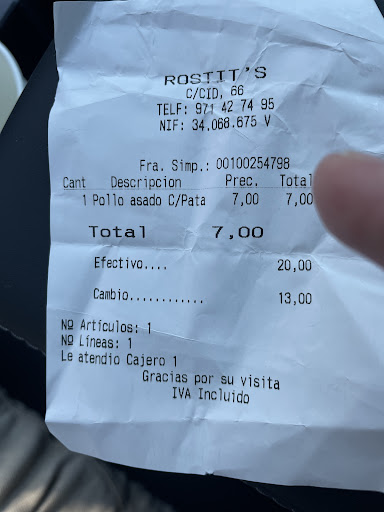 ROSTIT'S
C/CID, 66
TELF: 971 42 74 95
NIF: 34,068.675 V
Fra. Simp.: 00100254798
Cant Descripcion Prec. Total
1 Pollo asado C/Pata 7,00 7,00
Total 7,00
Efectivo.... 20,00
Cambio............ 13,00
Nº Artículos: 1
Nº Líneas: 1
Le atendio Cajero 1
Gracias por su visita
IVA Incluido